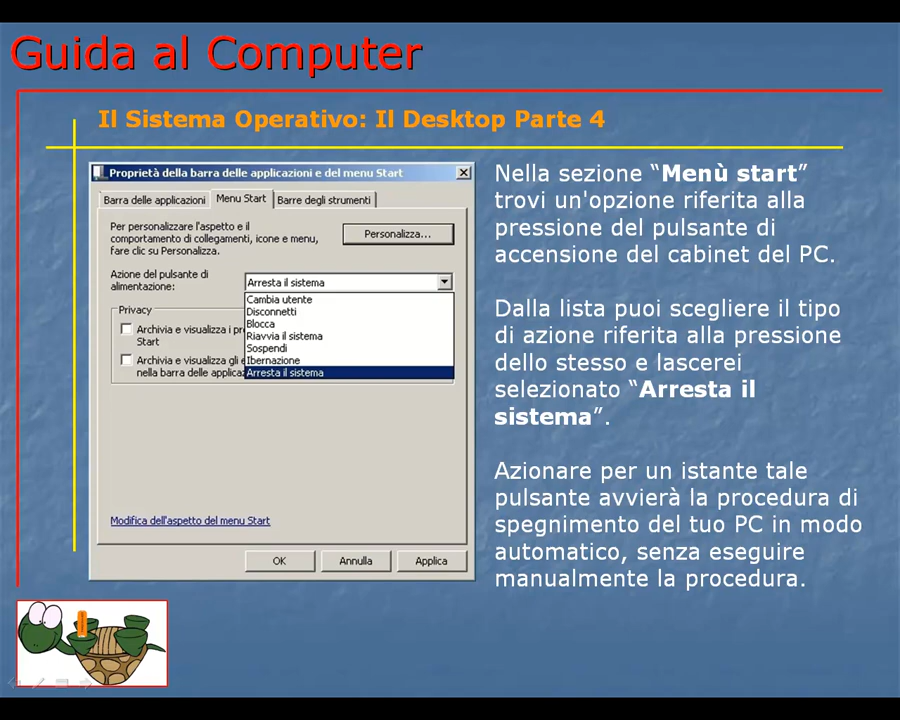 Guida al Computer
Il Sistema Operativo: Il Desktop Parte 4
Proprietà della barra delle applicazioni e del menu Start
Barra delle applicazioni
Menu Start
Barre degli strumenti
Per personalizzare l'aspetto e il
comportamento di collegamenti, icone e menu,
fare clic su Personalizza.
Personalizza...
Azione del pulsante di
alimentazione:
Arresta il sistema
Cambia utente
Disconnetti
Blocca
Riavvia il sistema
Sospendi
Ibernazione
Arresta il sistema
Privacy
Archivia e visualizza i pr
Start
Archivia e visualizza gli e
nella barra delle applica
Modifica dell'aspetto del menu Start
OK
Annulla
Applica
Nella sezione “Menù start”
trovi un'opzione riferita alla
pressione del pulsante di
accensione del cabinet del PC.
Dalla lista puoi scegliere il tipo
di azione riferita alla pressione
dello stesso e lascerei
selezionato “Arresta il
sistema”.
Azionare per un istante tale
pulsante avvierà la procedura di
spegnimento del tuo PC in modo
automatico, senza eseguire
manualmente la procedura.